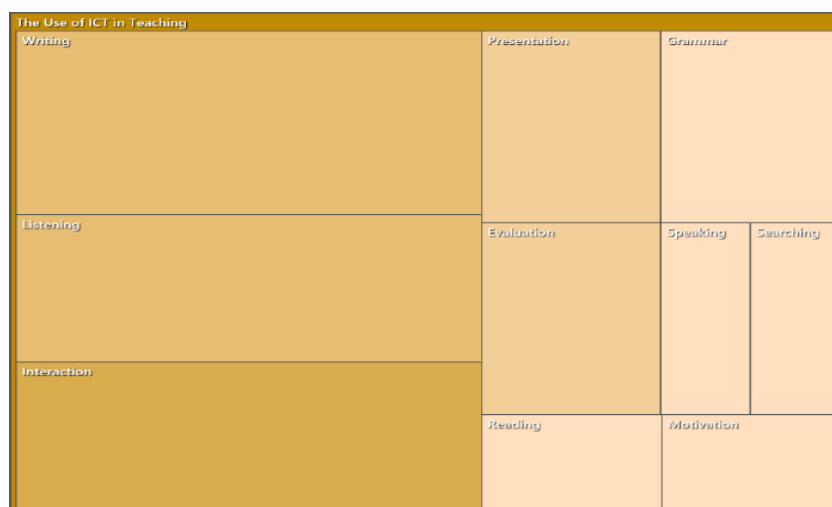 The Use of ICT in Teaching
Writing
Presentation
Grammar
Listening
Evaluation
Speaking
Searching
Interaction
Reading
Motivation